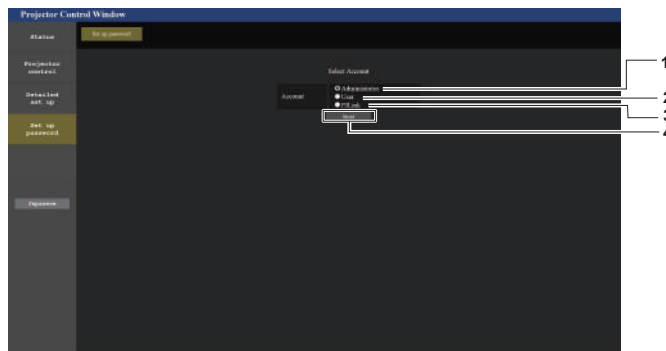 Projector Control Window
Status
Set up password
Projector
control
Detailed
set up
Set up
password
Japanese
Select Account
Account
Administrator
User
PJLink
Next
1
2
3
4